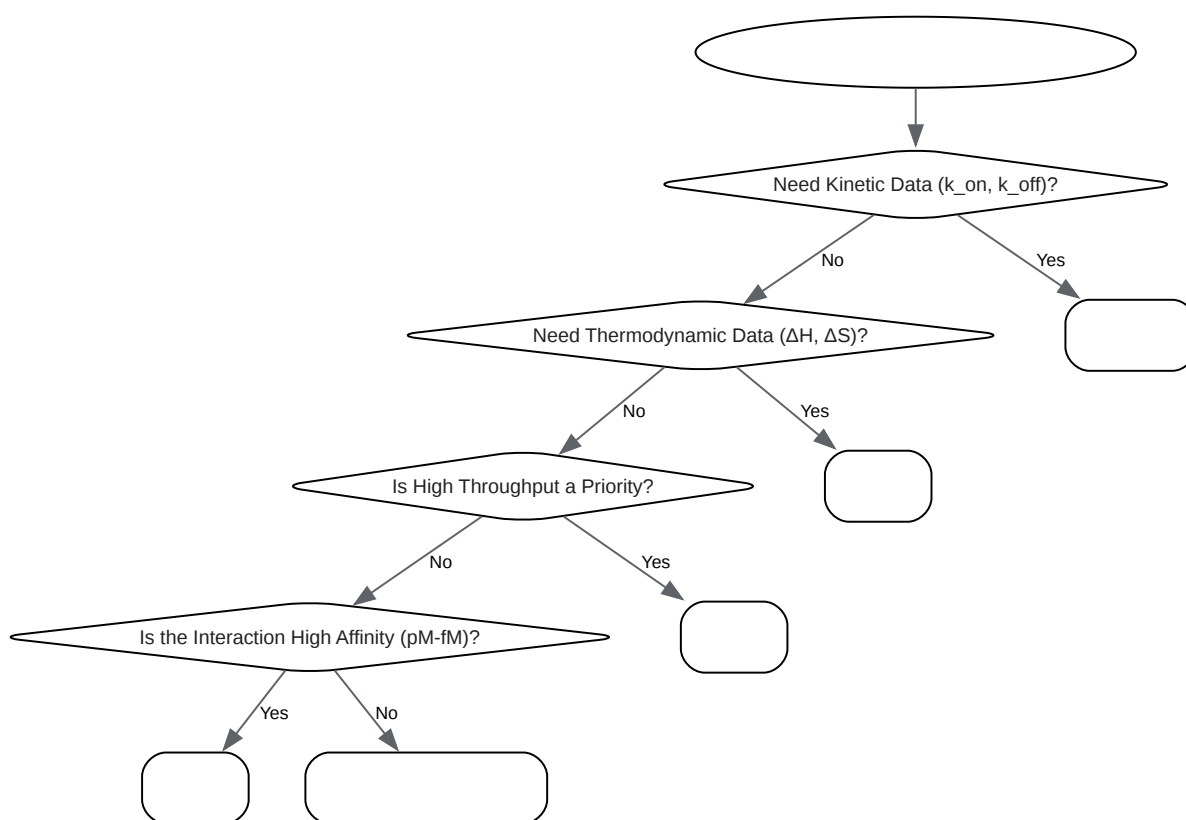 Need Kinetic Data (k_on, k_off)?
No
Yes
Need Thermodynamic Data (ΔH, ΔS)?
No
Yes
Is High Throughput a Priority?
No
Yes
Is the Interaction High Affinity (pM-fM)?
Yes
No